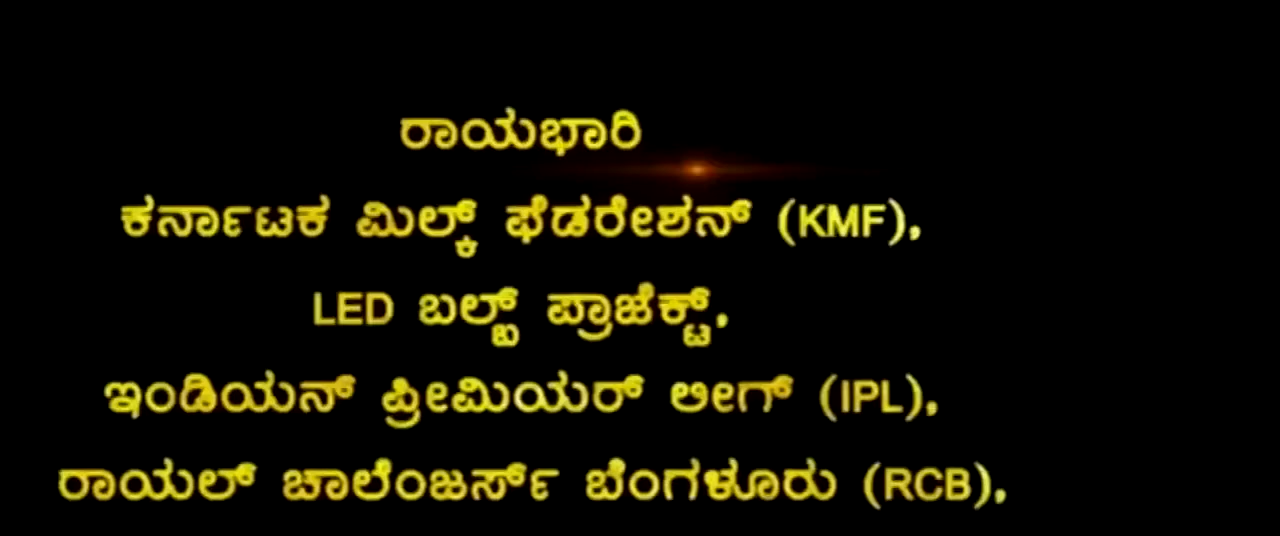 ರಾಯಭಾರಿ
ಕರ್ನಾಟಕ ಮಿಲ್ಕ್ ಫೆಡರೇಶನ್ (KMF),
LED ಬಲ್ಬ್ ಪ್ರಾಜೆಕ್ಟ್,
ಇಂಡಿಯನ್ ಪ್ರೀಮಿಯರ್ ಲೀಗ್ (IPL),
ರಾಯಲ್ ಚಾಲೆಂಜರ್ಸ್ ಬೆಂಗಳೂರು (RCB),